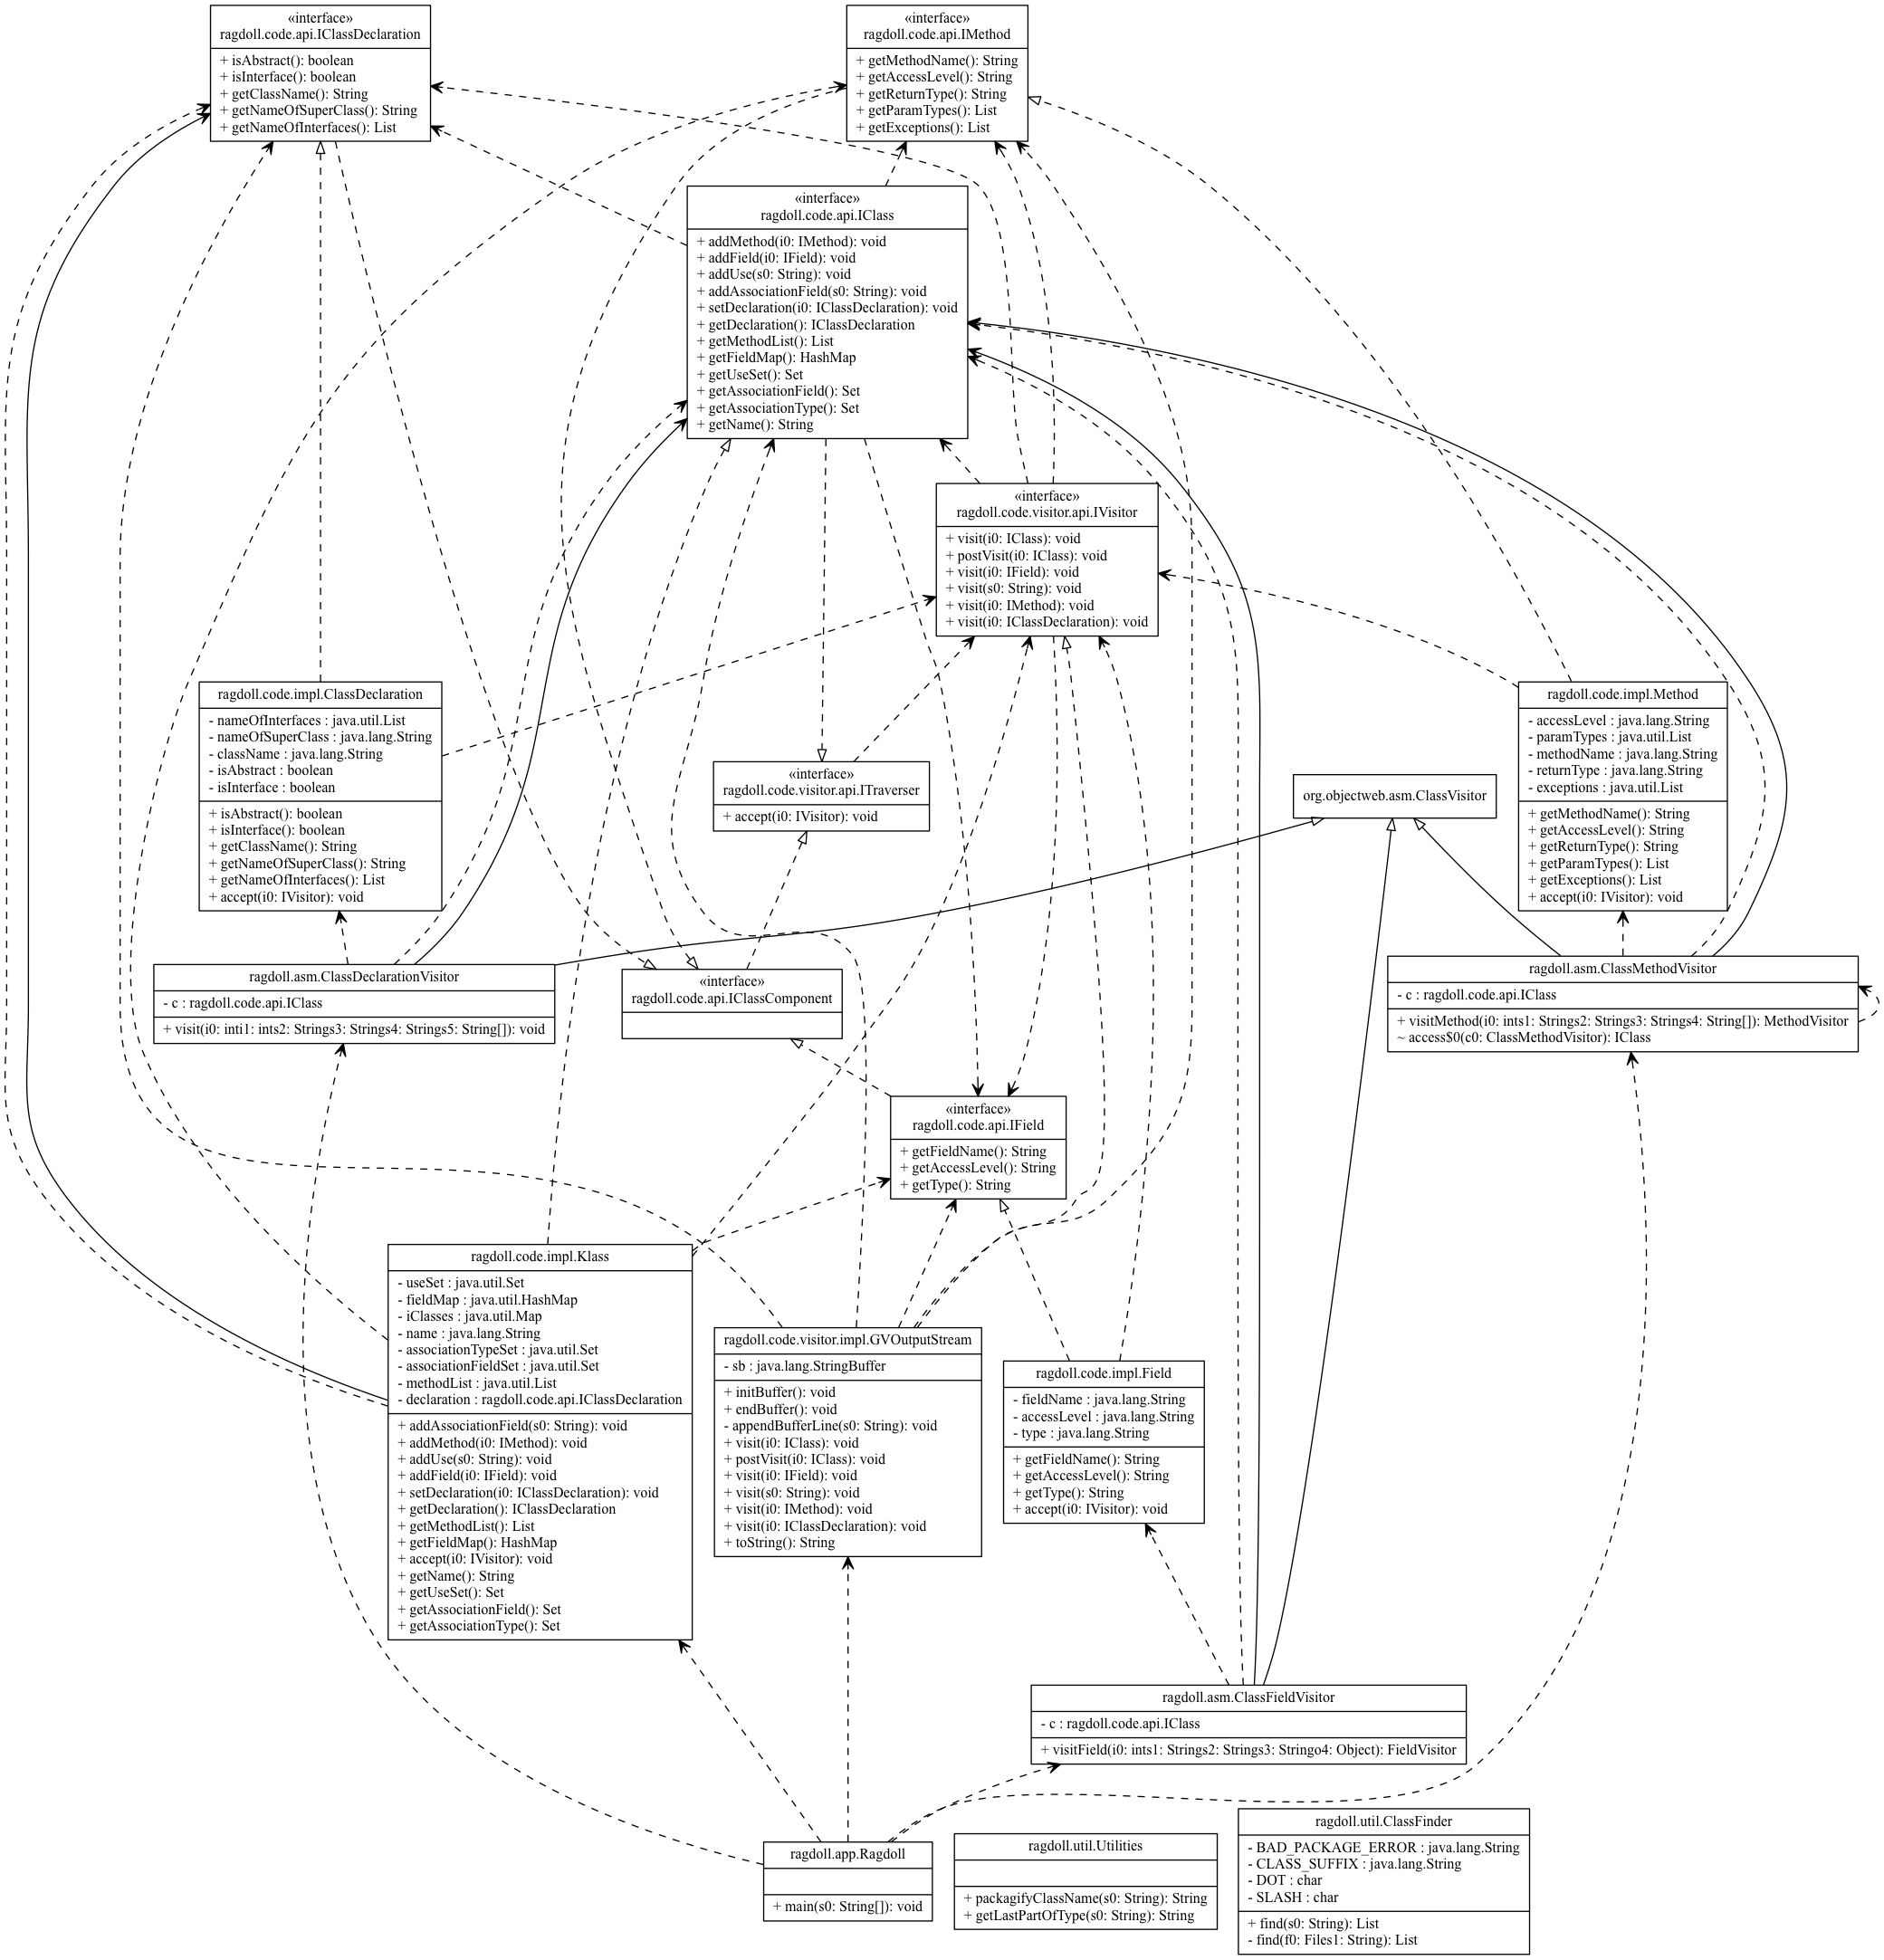 «interface»
ragdoll.code.api.IClassDeclaration
+ isAbstract(): boolean
+ isInterface(): boolean
+ getClassName(): String
+ getNameOfSuperClass(): String
+ getNameOfInterfaces(): List
«interface»
ragdoll.code.api.IMethod
+ getMethodName(): String
+ getAccessLevel(): String
+ getReturnType(): String
+ getParamTypes(): List
+ getExceptions(): List
«interface»
ragdoll.code.api.IClass
+ addMethod(i0: IMethod): void
+ addField(i0: IField): void
+ addUse(s0: String): void
+ addAssociationField(s0: String): void
+ setDeclaration(i0: IClassDeclaration): void
+ getDeclaration(): IClassDeclaration
+ getMethodList(): List
+ getFieldMap(): HashMap
+ getUseSet(): Set
+ getAssociationField(): Set
+ getAssociationType(): Set
+ getName(): String
«interface»
ragdoll.code.visitor.api.IVisitor
+ visit(i0: IClass): void
+ postVisit(i0: IClass): void
+ visit(i0: IField): void
+ visit(s0: String): void
+ visit(i0: IMethod): void
+ visit(i0: IClassDeclaration): void
ragdoll.code.impl.ClassDeclaration
- nameOfInterfaces : java.util.List
- nameOfSuperClass : java.lang.String
- className : java.lang.String
- isAbstract : boolean
- isInterface : boolean
+ isAbstract(): boolean
+ isInterface(): boolean
+ getClassName(): String
+ getNameOfSuperClass(): String
+ getNameOfInterfaces(): List
+ accept(i0: IVisitor): void
«interface»
ragdoll.code.visitor.api.ITraverser
+ accept(i0: IVisitor): void
org.objectweb.asm.ClassVisitor
ragdoll.code.impl.Method
- accessLevel : java.lang.String
- paramTypes : java.util.List
- methodName : java.lang.String
- returnType : java.lang.String
- exceptions : java.util.List
+ getMethodName(): String
+ getAccessLevel(): String
+ getReturnType(): String
+ getParamTypes(): List
+ getExceptions(): List
+ accept(i0: IVisitor): void
ragdoll.asm.ClassDeclarationVisitor
- c : ragdoll.code.api.IClass
+ visit(i0: inti1: ints2: Strings3: Strings4: Strings5: String[]): void
«interface»
ragdoll.code.api.IClassComponent
ragdoll.asm.ClassMethodVisitor
- c : ragdoll.code.api.IClass
+ visitMethod(i0: ints1: Strings2: Strings3: Strings4: String[]): MethodVisitor
~ access$0(c0: ClassMethodVisitor): IClass
«interface»
ragdoll.code.api.IField
+ getFieldName(): String
+ getAccessLevel(): String
+ getType(): String
ragdoll.code.impl.Klass
- useSet : java.util.Set
- fieldMap : java.util.HashMap
- iClasses : java.util.Map
- name : java.lang.String
- associationTypeSet : java.util.Set
- associationFieldSet : java.util.Set
- methodList : java.util.List
- declaration : ragdoll.code.api.IClassDeclaration
+ addAssociationField(s0: String): void
+ addMethod(i0: IMethod): void
+ addUse(s0: String): void
+ addField(i0: IField): void
+ setDeclaration(i0: IClassDeclaration): void
+ getDeclaration(): IClassDeclaration
+ getMethodList(): List
+ getFieldMap(): HashMap
+ accept(i0: IVisitor): void
+ getName(): String
+ getUseSet(): Set
+ getAssociationField(): Set
+ getAssociationType(): Set
ragdoll.code.visitor.impl.GVOutputStream
- sb : java.lang.StringBuffer
+ initBuffer(): void
+ endBuffer(): void
- appendBufferLine(s0: String): void
+ visit(i0: IClass): void
+ postVisit(i0: IClass): void
+ visit(i0: IField): void
+ visit(s0: String): void
+ visit(i0: IMethod): void
+ visit(i0: IClassDeclaration): void
+ toString(): String
ragdoll.code.impl.Field
- fieldName : java.lang.String
- accessLevel : java.lang.String
- type : java.lang.String
+ getFieldName(): String
+ getAccessLevel(): String
+ getType(): String
+ accept(i0: IVisitor): void
ragdoll.asm.ClassFieldVisitor
- c : ragdoll.code.api.IClass
+ visitField(i0: ints1: Strings2: Strings3: Stringo4: Object): FieldVisitor
ragdoll.app.Ragdoll
+ main(s0: String[]): void
ragdoll.util.Utilities
+ packagifyClassName(s0: String): String
+ getLastPartOfType(s0: String): String
ragdoll.util.ClassFinder
- BAD_PACKAGE_ERROR : java.lang.String
- CLASS_SUFFIX : java.lang.String
- DOT : char
- SLASH : char
+ find(s0: String): List
- find(f0: Files1: String): List